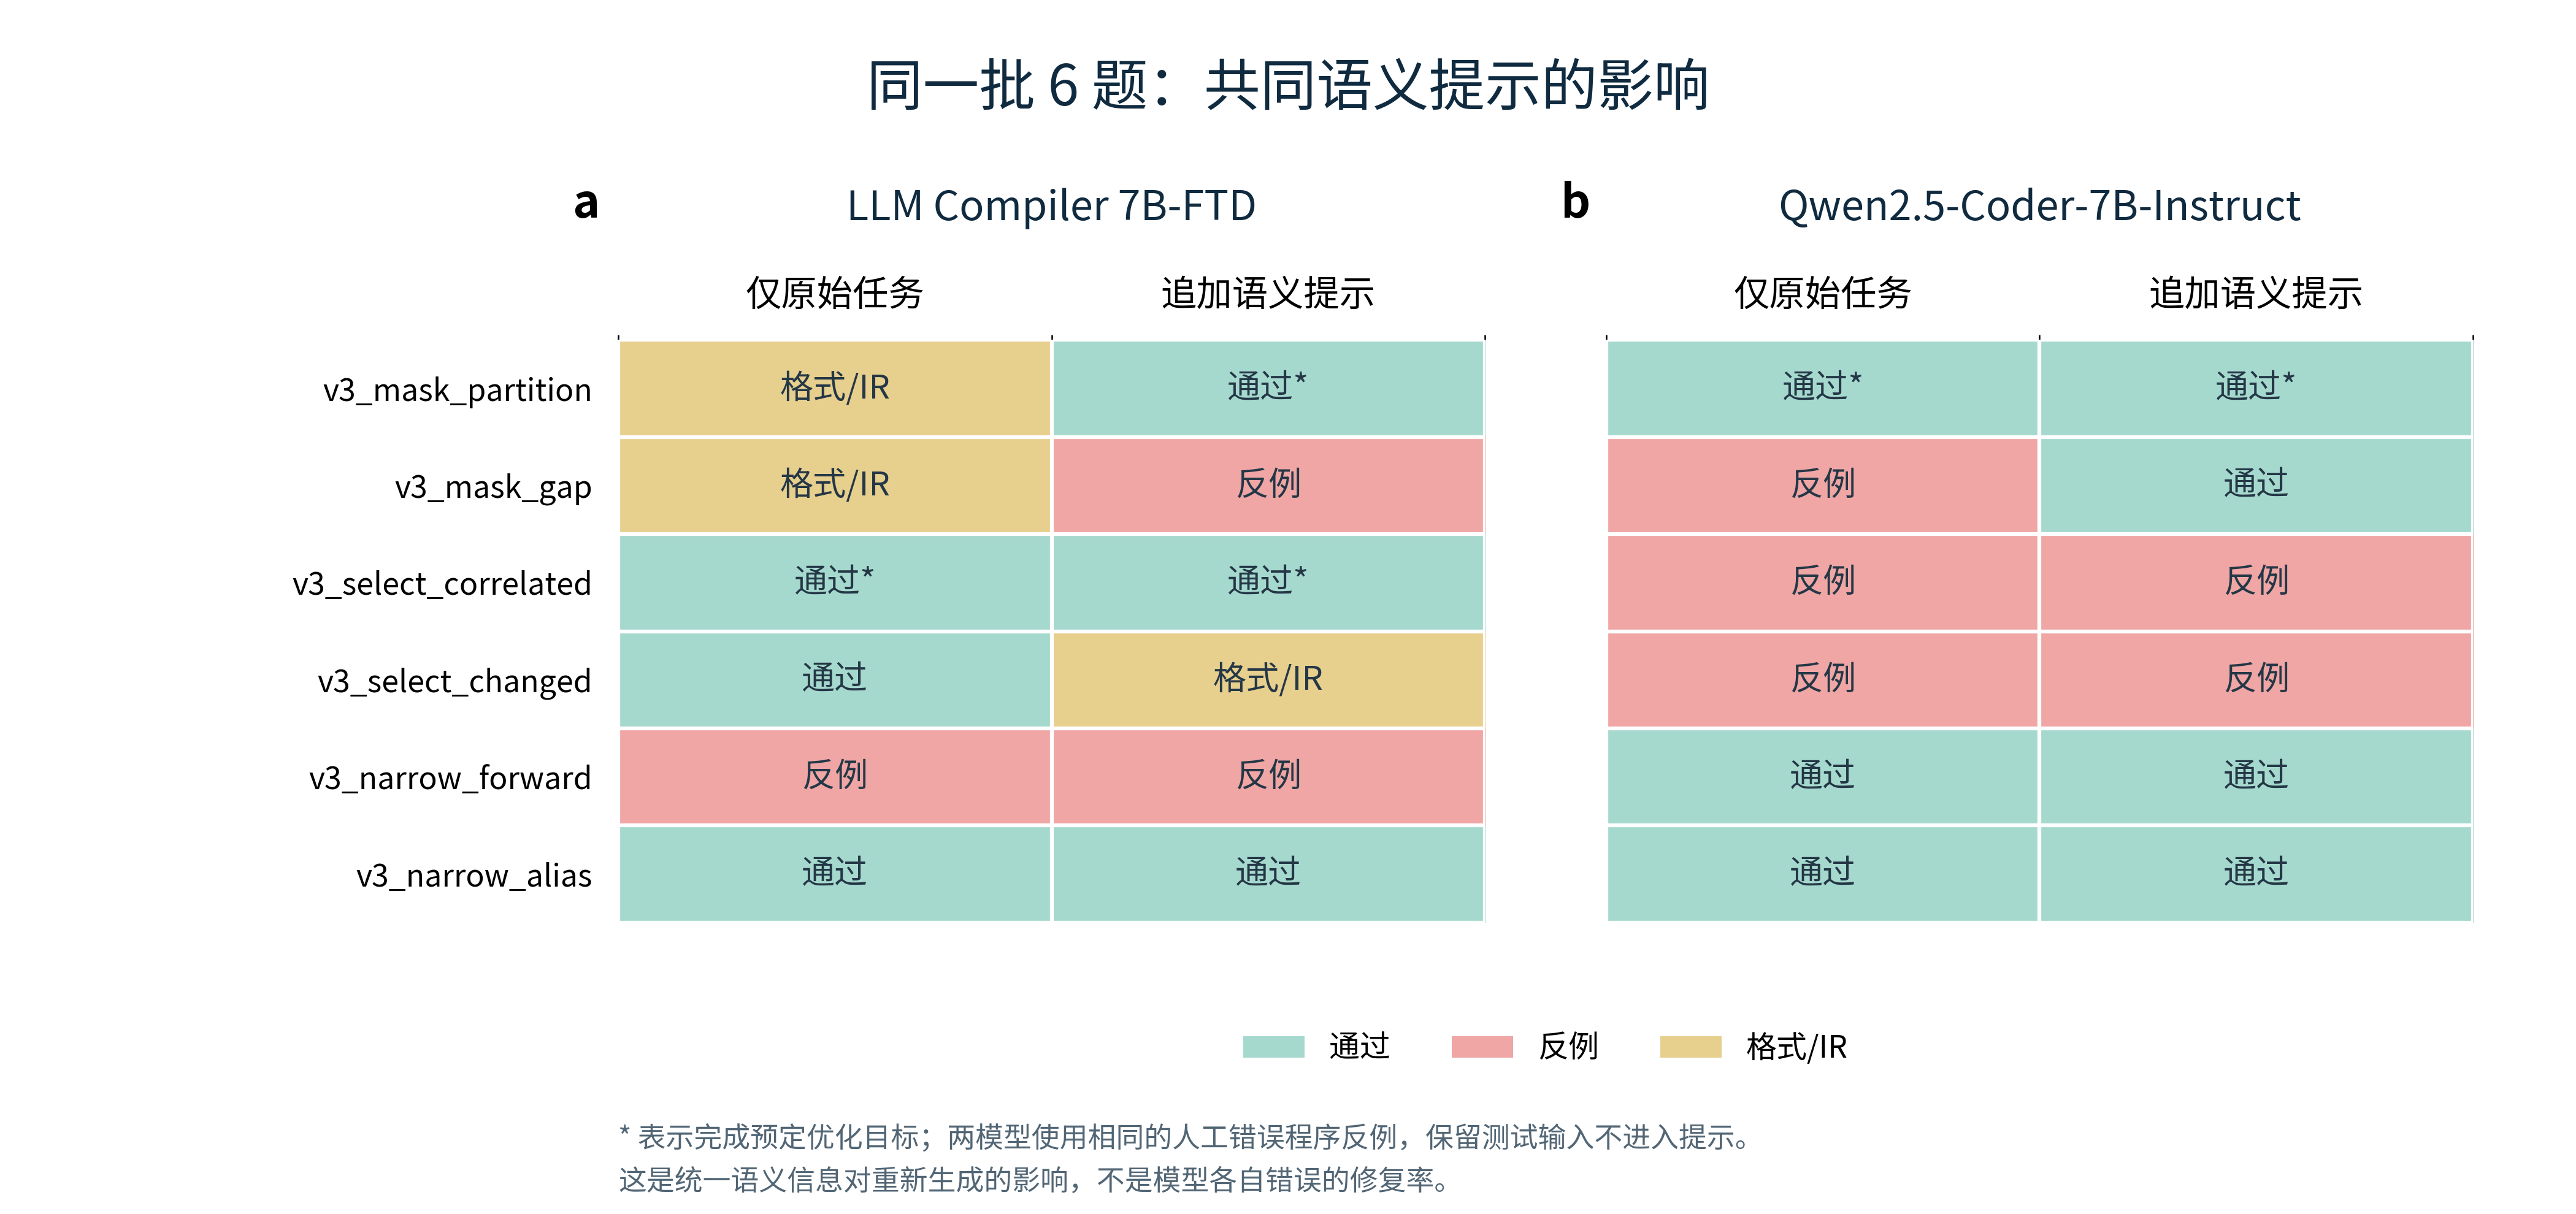 同一批 6 题：共同语义提示的影响
a LLM Compiler 7B-FTD b Qwen2.5-Coder-7B-Instruct
仅原始任务 追加语义提示 仅原始任务 追加语义提示
v3_mask_partition 格式/IR 通过* 通过* 通过*
v3_mask_gap 格式/IR 反例 反例 通过
v3_select_correlated 通过* 通过* 反例 反例
v3_select_changed 通过 格式/IR 反例 反例
v3_narrow_forward 反例 反例 通过 通过
v3_narrow_alias 通过 通过 通过 通过
通过 反例 格式/IR
* 表示完成预定优化目标；两模型使用相同的人工错误程序反例，保留测试输入不进入提示。
这是统一语义信息对重新生成的影响，不是模型各自错误的修复率。